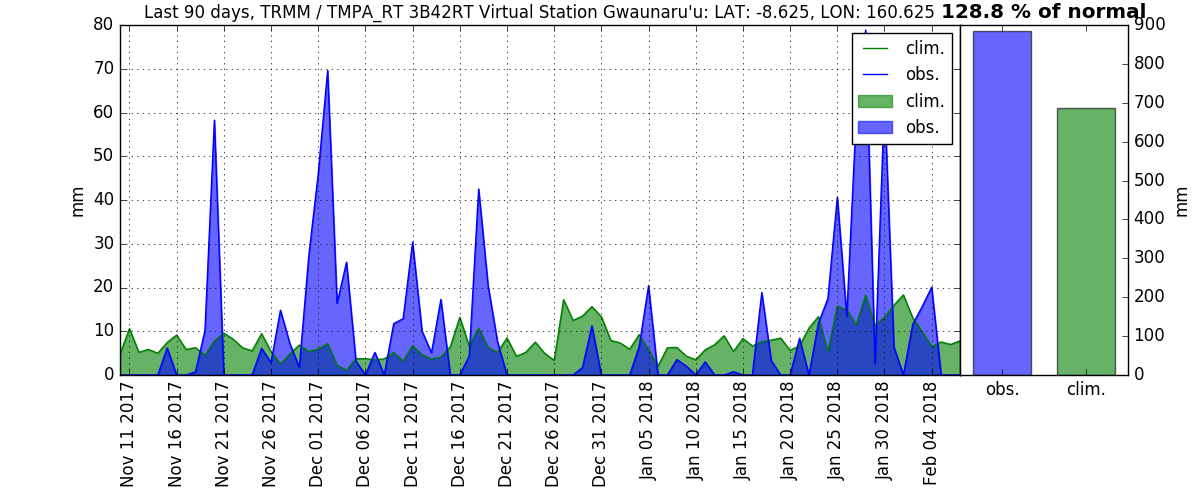 Last 90 days, TRMM / TMPA_RT 3B42RT Virtual Station Gwaunaru'u: LAT: -8.625, LON: 160.625 128.8 % of normal
80
70
60
50
40
30
20
10
0
mm
clim.
obs.
clim.
obs.
900
800
700
600
500
400
300
200
100
0
mm
Nov 11 2017
Nov 16 2017
Nov 21 2017
Nov 26 2017
Dec 01 2017
Dec 06 2017
Dec 11 2017
Dec 16 2017
Dec 21 2017
Dec 26 2017
Dec 31 2017
Jan 05 2018
Jan 10 2018
Jan 15 2018
Jan 20 2018
Jan 25 2018
Jan 30 2018
Feb 04 2018
obs.
clim.